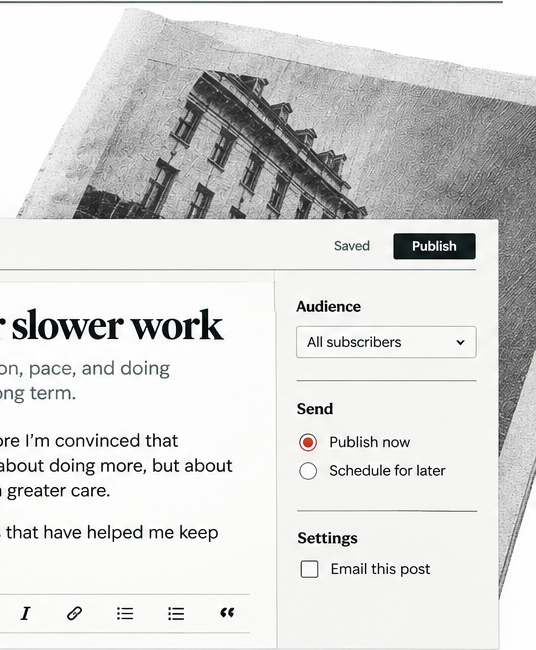 Saved
Publish
r slower work
on, pace, and doing
ong term.
ore I’m convinced that
about doing more, but about
greater care.
that have helped me keep
I
Audience
All subscribers
Send
Publish now
Schedule for later
Settings
Email this post